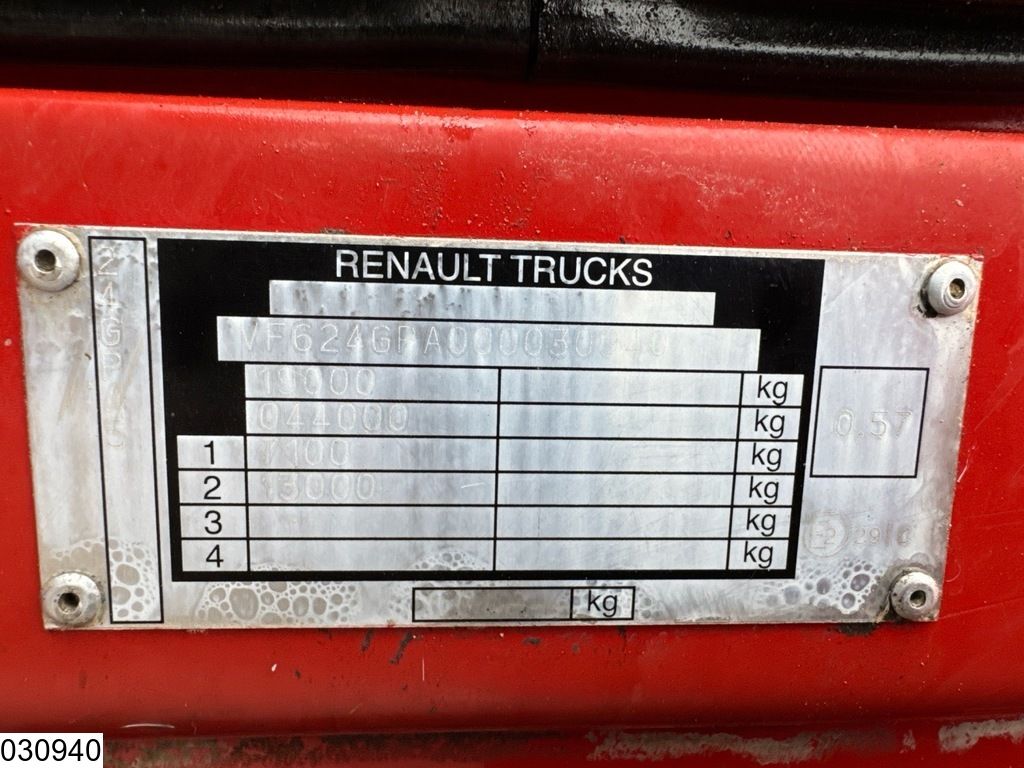 RENAULT TRUCKS
19000 kg
044000 kg
1 7100 kg
2 13000 kg
3 kg
4 kg
kg
0.57
030940